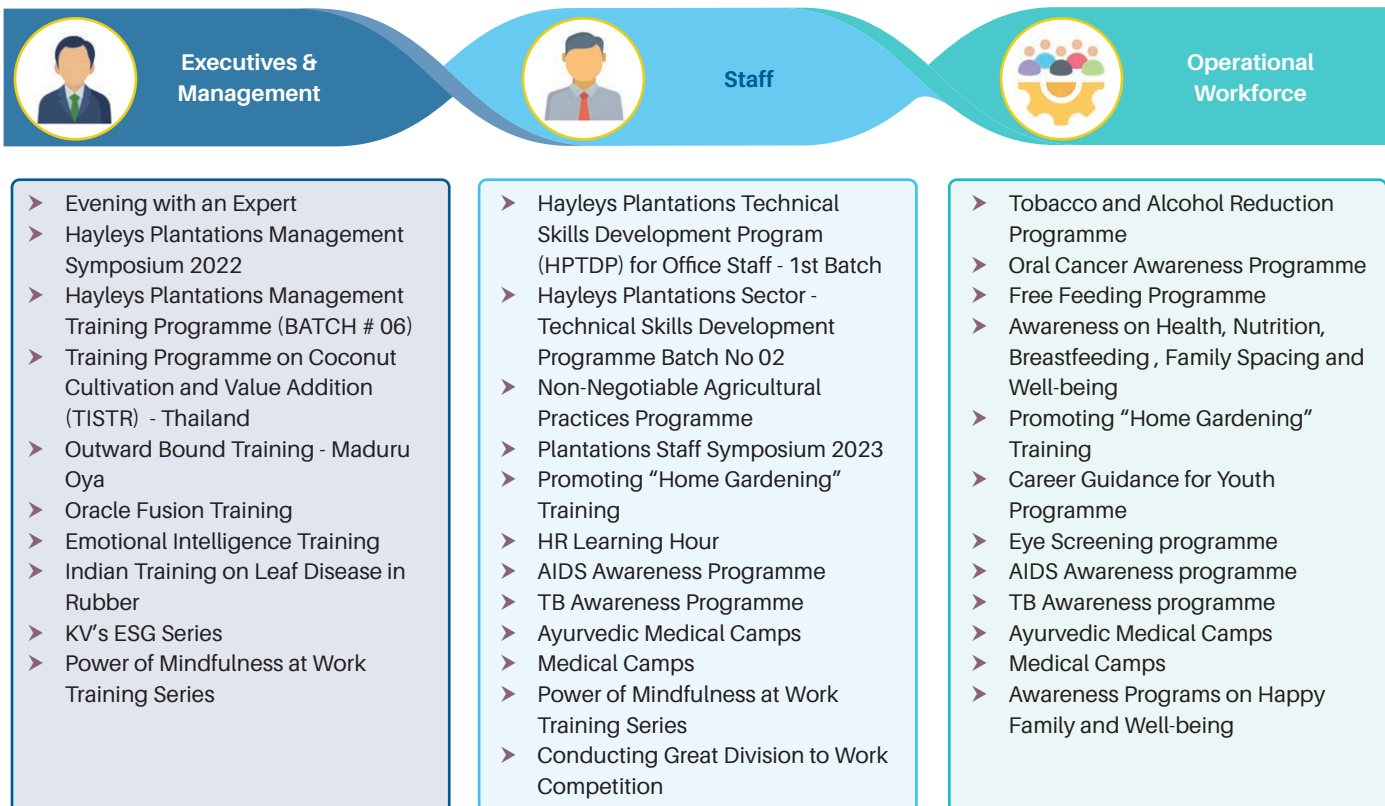 Executives &
Management
Staff
Operational
Workforce
➤ Evening with an Expert
➤ Hayleys Plantations Management
Symposium 2022
➤ Hayleys Plantations Management
Training Programme (BATCH # 06)
➤ Training Programme on Coconut
Cultivation and Value Addition
(TISTR) - Thailand
➤ Outward Bound Training - Maduru
Oya
➤ Oracle Fusion Training
➤ Emotional Intelligence Training
➤ Indian Training on Leaf Disease in
Rubber
➤ KV's ESG Series
➤ Power of Mindfulness at Work
Training Series
➤ Hayleys Plantations Technical
Skills Development Program
(HPTDP) for Office Staff - 1st Batch
➤ Hayleys Plantations Sector -
Technical Skills Development
Programme Batch No 02
➤ Non-Negotiable Agricultural
Practices Programme
➤ Plantations Staff Symposium 2023
➤ Promoting “Home Gardening”
Training
➤ HR Learning Hour
➤ AIDS Awareness Programme
➤ TB Awareness Programme
➤ Ayurvedic Medical Camps
➤ Medical Camps
➤ Power of Mindfulness at Work
Training Series
➤ Conducting Great Division to Work
Competition
➤ Tobacco and Alcohol Reduction
Programme
➤ Oral Cancer Awareness Programme
➤ Free Feeding Programme
➤ Awareness on Health, Nutrition,
Breastfeeding , Family Spacing and
Well-being
➤ Promoting “Home Gardening”
Training
➤ Career Guidance for Youth
Programme
➤ Eye Screening programme
➤ AIDS Awareness programme
➤ TB Awareness programme
➤ Ayurvedic Medical Camps
➤ Medical Camps
➤ Awareness Programs on Happy
Family and Well-being